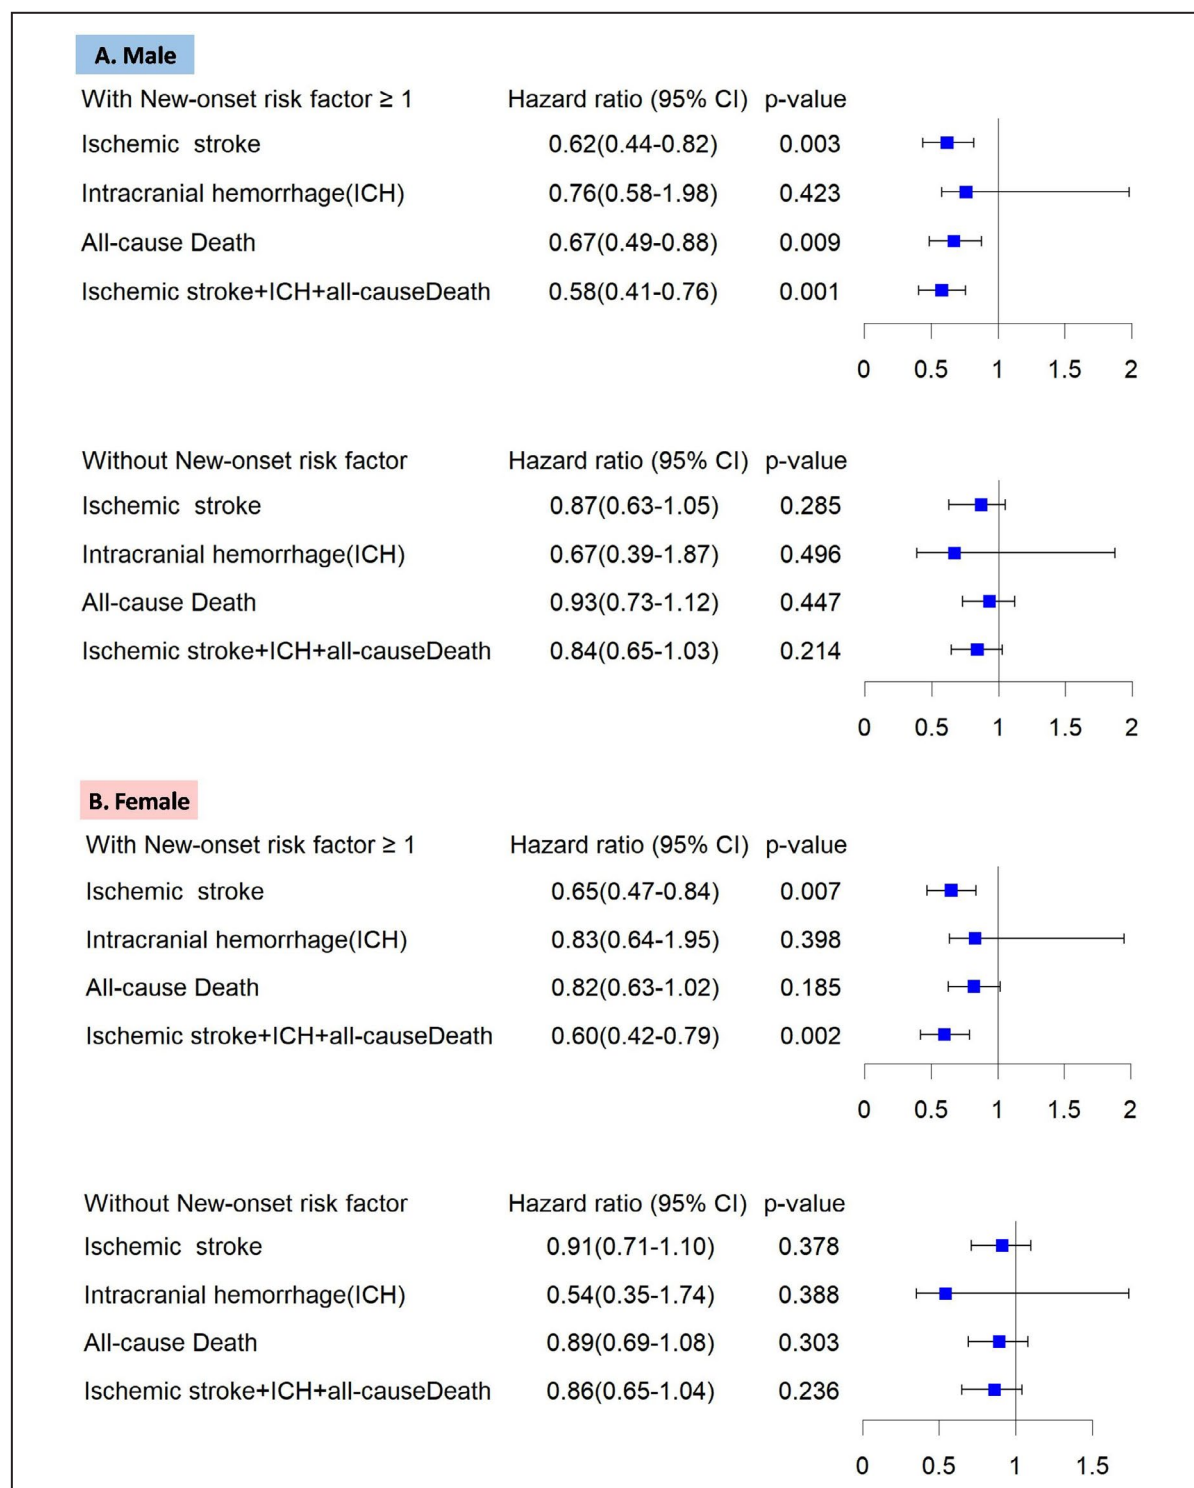 A. Male
With New-onset risk factor ≥ 1 Hazard ratio (95% CI) p-value
Ischemic stroke 0.62(0.44-0.82) 0.003
Intracranial hemorrhage(ICH) 0.76(0.58-1.98) 0.423
All-cause Death 0.67(0.49-0.88) 0.009
Ischemic stroke+ICH+all-causeDeath 0.58(0.41-0.76) 0.001
0 0.5 1 1.5 2
Without New-onset risk factor Hazard ratio (95% CI) p-value
Ischemic stroke 0.87(0.63-1.05) 0.285
Intracranial hemorrhage(ICH) 0.67(0.39-1.87) 0.496
All-cause Death 0.93(0.73-1.12) 0.447
Ischemic stroke+ICH+all-causeDeath 0.84(0.65-1.03) 0.214
0 0.5 1 1.5 2
B. Female
With New-onset risk factor ≥ 1 Hazard ratio (95% CI) p-value
Ischemic stroke 0.65(0.47-0.84) 0.007
Intracranial hemorrhage(ICH) 0.83(0.64-1.95) 0.398
All-cause Death 0.82(0.63-1.02) 0.185
Ischemic stroke+ICH+all-causeDeath 0.60(0.42-0.79) 0.002
0 0.5 1 1.5 2
Without New-onset risk factor Hazard ratio (95% CI) p-value
Ischemic stroke 0.91(0.71-1.10) 0.378
Intracranial hemorrhage(ICH) 0.54(0.35-1.74) 0.388
All-cause Death 0.89(0.69-1.08) 0.303
Ischemic stroke+ICH+all-causeDeath 0.86(0.65-1.04) 0.236
0 0.5 1 1.5